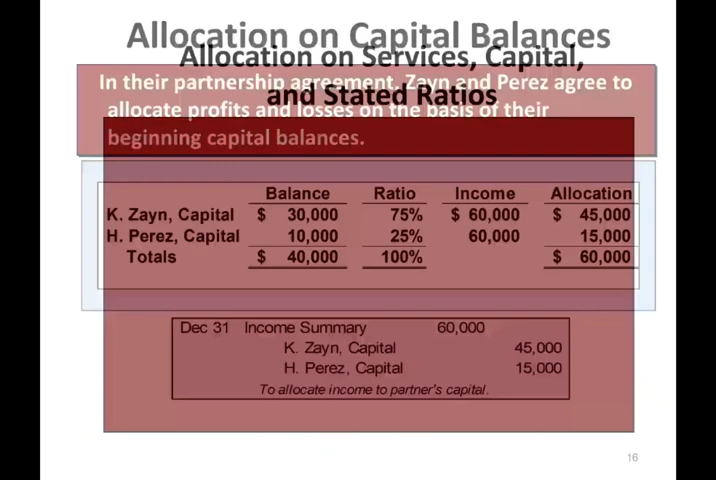 Allocation on Capital Balances
Allocation on Services, Capital,
and Stated Ratios
In their partnership agreement, Zayn and Perez agree to
allocate profits and losses on the basis of their
beginning capital balances.
Balance Ratio Income Allocation
K. Zayn, Capital $ 30,000 75% $ 60,000 $ 45,000
H. Perez, Capital 10,000 25% 60,000 15,000
Totals $ 40,000 100% $ 60,000
Dec 31 Income Summary 60,000
K. Zayn, Capital 45,000
H. Perez, Capital 15,000
To allocate income to partner's capital.
16